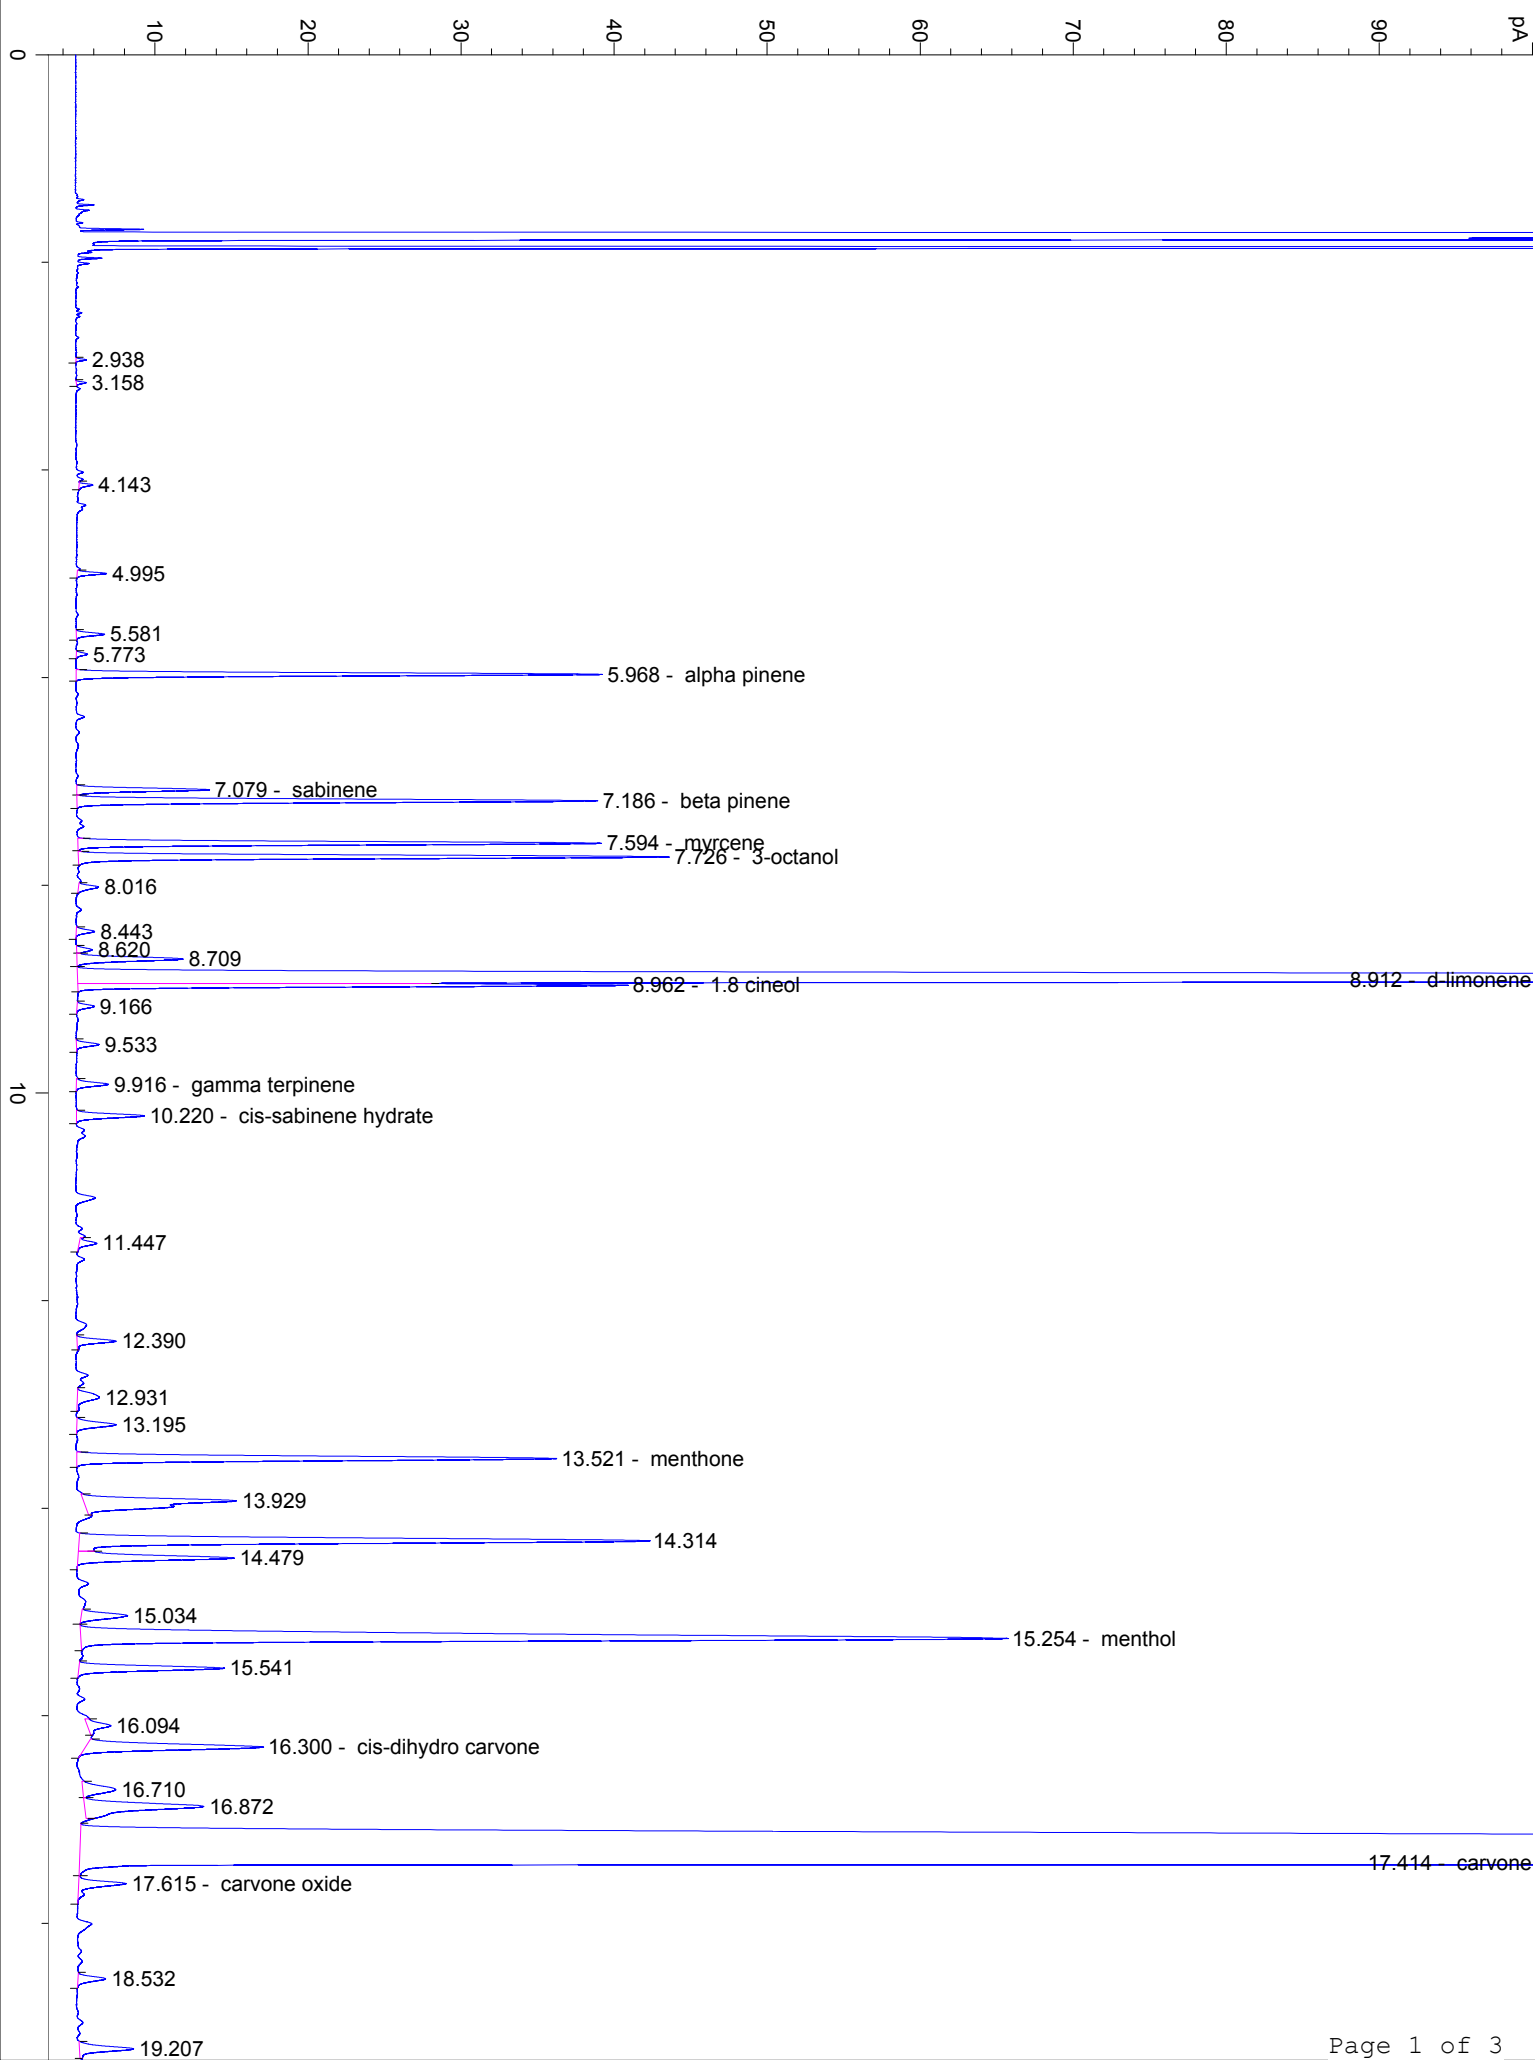 pA
10
20
30
40
50
60
70
80
90
0
2.938
3.158
4.143
4.995
5.581
5.773
5.968 - alpha pinene
7.079 - sabinene
7.186 - beta pinene
7.594 - myrcene
7.726 - 3-octanol
8.016
8.443
8.620
8.709
8.912 - d-limonene
8.962 - 1.8 cineol
9.166
9.533
9.916 - gamma terpinene
10
10.220 - cis-sabinene hydrate
11.447
12.390
12.931
13.195
13.521 - menthone
13.929
14.314
14.479
15.034
15.254 - menthol
15.541
16.094
16.300 - cis-dihydro carvone
16.710
16.872
17.414 - carvone
17.615 - carvone oxide
18.532
19.207
Page 1 of 3